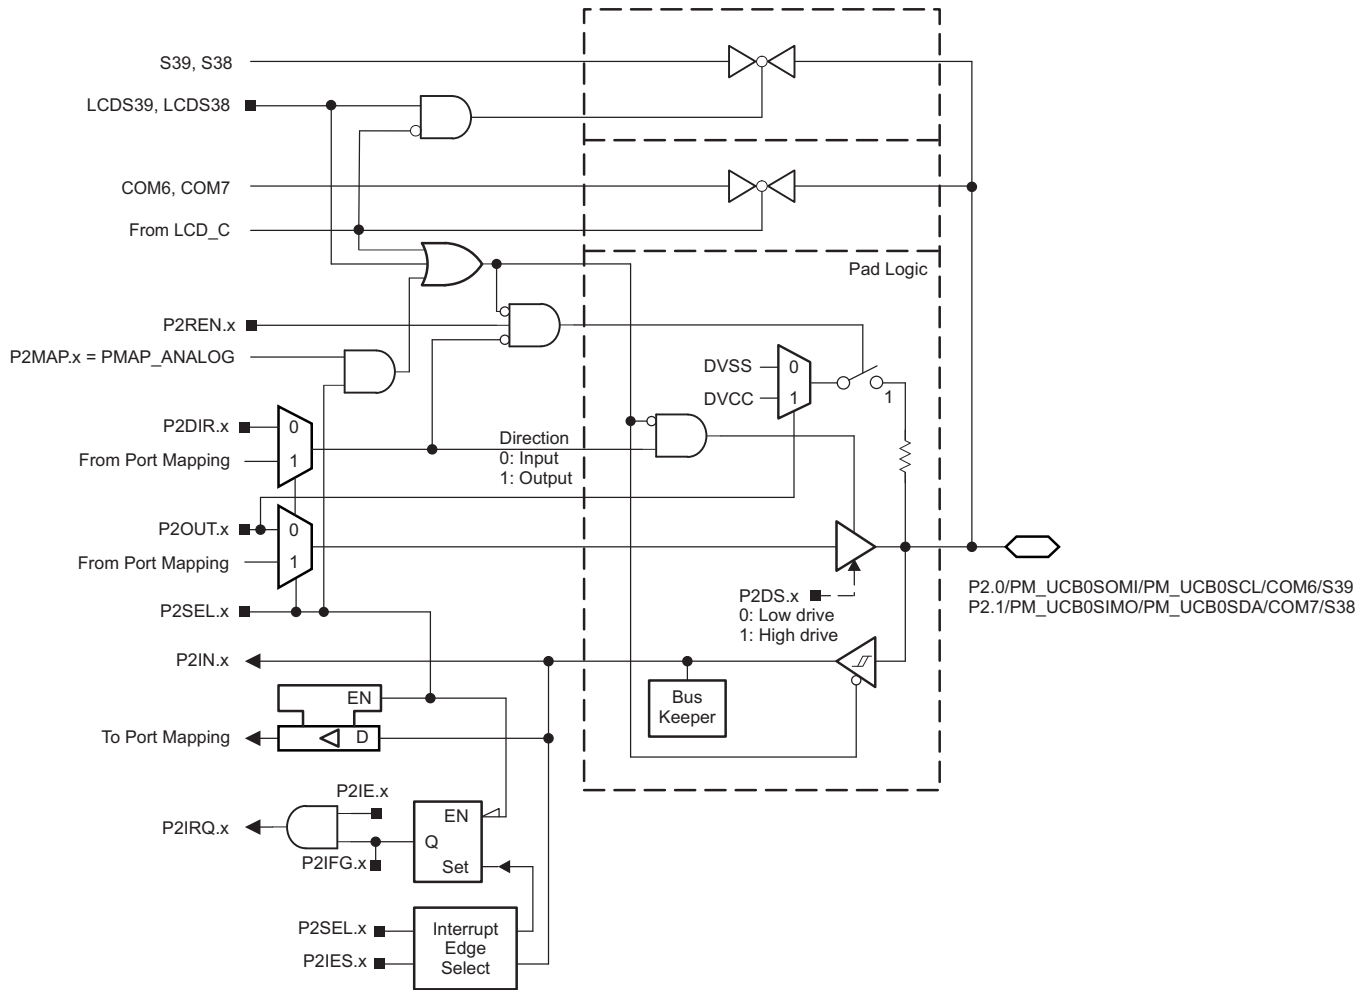 S39, S38
LCDS39, LCDS38
COM6, COM7
From LCD_C
Pad Logic
P2REN.x
P2MAP.x = PMAP_ANALOG
DVSS
0
DVCC
1
1
P2DIR.x
0
From Port Mapping
1
Direction
0: Input
1: Output
P2OUT.x
0
From Port Mapping
1
P2DS.x
0: Low drive
1: High drive
P2.0/PM_UCB0SOMI/PM_UCB0SCL/COM6/S39
P2.1/PM_UCB0SIMO/PM_UCB0SDA/COM7/S38
P2SEL.x
P2IN.x
Bus
Keeper
EN
To Port Mapping
D
P2IE.x
EN
P2IRQ.x
Q
P2IFG.x
Set
P2SEL.x
P2IES.x
Interrupt
Edge
Select